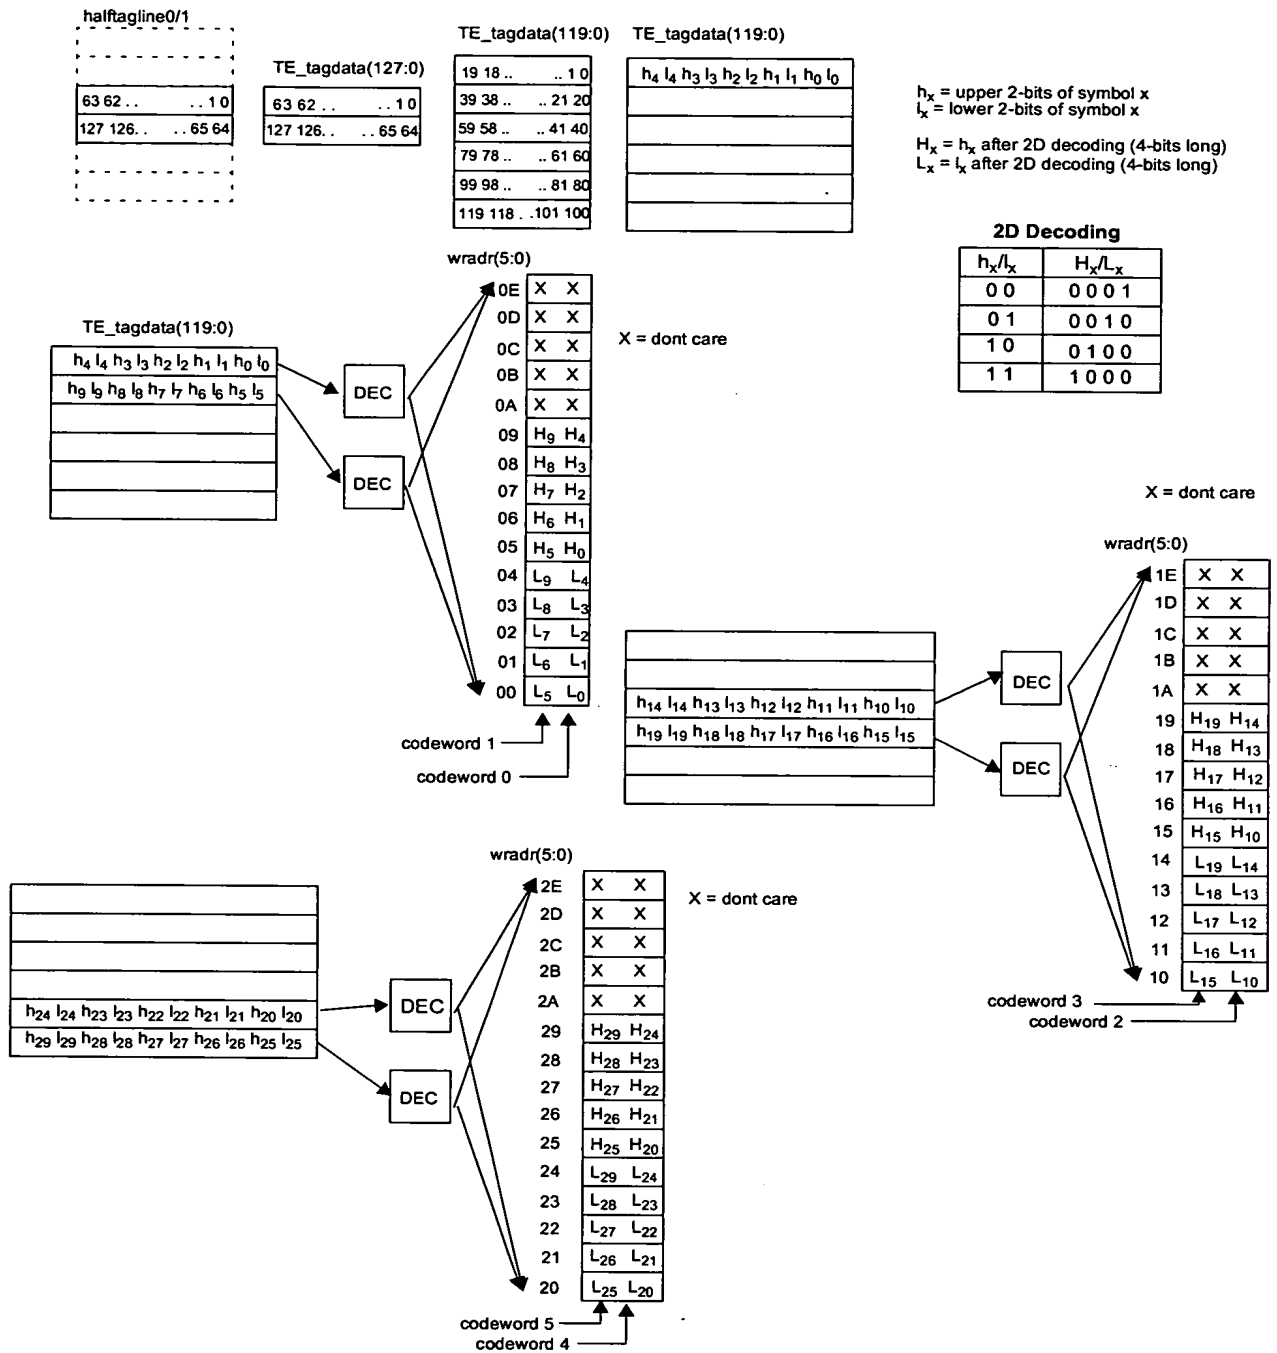 halftagline0/1
63 62 . . . . 1 0
127 126. . . . 65 64
TE_tagdata(127:0)
63 62 . . . . 1 0
127 126. . . . 65 64
TE_tagdata(119:0)
19 18 .. .. 1 0
39 38 .. .. 21 20
59 58 .. .. 41 40
79 78 .. .. 61 60
99 98 .. .. 81 80
119 118 . . 101 100
TE_tagdata(119:0)
h4 l4 h3 l3 h2 l2 h1 l1 h0 l0
hx = upper 2-bits of symbol x
lx = lower 2-bits of symbol x
Hx = hx after 2D decoding (4-bits long)
Lx = lx after 2D decoding (4-bits long)
2D Decoding
hx/lx Hx/Lx
0 0 0 0 0 1
0 1 0 0 1 0
1 0 0 1 0 0
1 1 1 0 0 0
TE_tagdata(119:0)
h4 l4 h3 l3 h2 l2 h1 l1 h0 l0
h9 l9 h8 l8 h7 l7 h6 l6 h5 l5
DEC
DEC
wradr(5:0)
0E X X
0D X X
0C X X
0B X X
0A X X
09 H9 H4
08 H8 H3
07 H7 H2
06 H6 H1
05 H5 H0
04 L9 L4
03 L8 L3
02 L7 L2
01 L6 L1
00 L5 L0
X = dont care
codeword 1
codeword 0
h14 l14 h13 l13 h12 l12 h11 l11 h10 l10
h19 l19 h18 l18 h17 l17 h16 l16 h15 l15
DEC
DEC
X = dont care
wradr(5:0)
1E X X
1D X X
1C X X
1B X X
1A X X
19 H19 H14
18 H18 H13
17 H17 H12
16 H16 H11
15 H15 H10
14 L19 L14
13 L18 L13
12 L17 L12
11 L16 L11
10 L15 L10
codeword 3
codeword 2
h24 l24 h23 l23 h22 l22 h21 l21 h20 l20
h29 l29 h28 l28 h27 l27 h26 l26 h25 l25
DEC
DEC
wradr(5:0)
2E X X
2D X X
2C X X
2B X X
2A X X
29 H29 H24
28 H28 H23
27 H27 H22
26 H26 H21
25 H25 H20
24 L29 L24
23 L28 L23
22 L27 L22
21 L26 L21
20 L25 L20
X = dont care
codeword 5
codeword 4